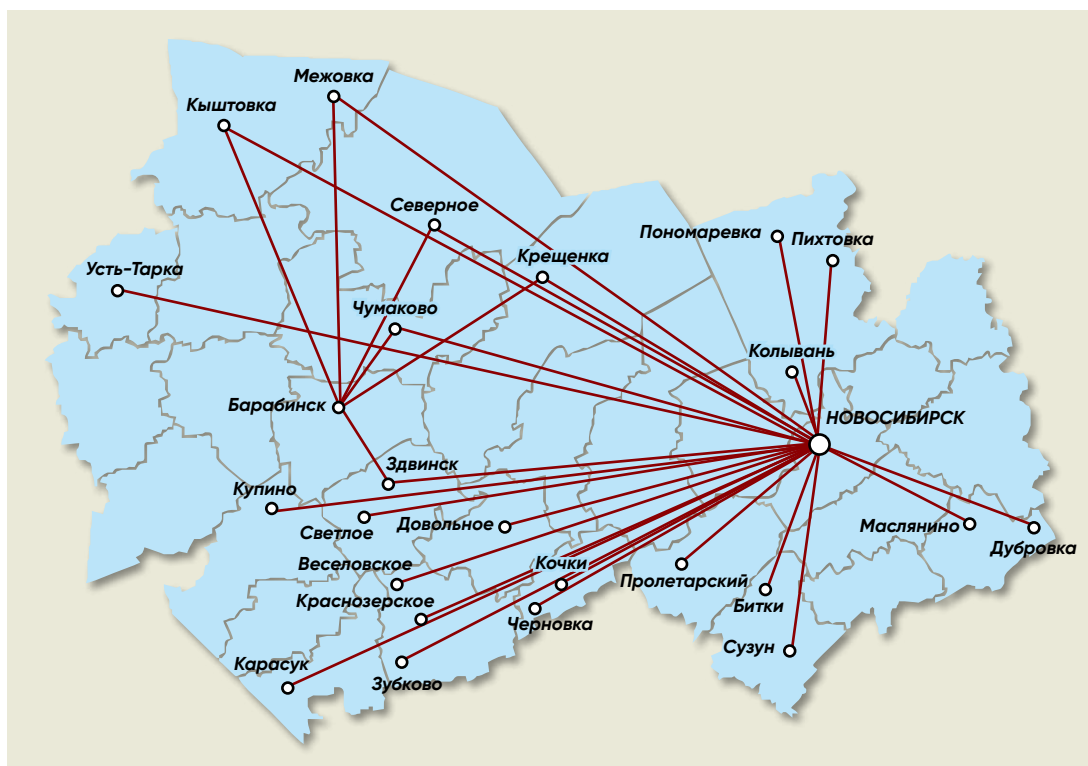 Межовка
Кыштовка
Северное
Пономаревка
Пихтовка
Крещенка
Усть-Тарка
Чумаково
Колывань
Барабинск
НОВОСИБИРСК
Здвинск
Купино
Светлое
Довольное
Маслянино
Дубровка
Веселовское
Кочки
Пролетарский
Краснозерское
Битки
Черновка
Сузун
Карасук
Зубково